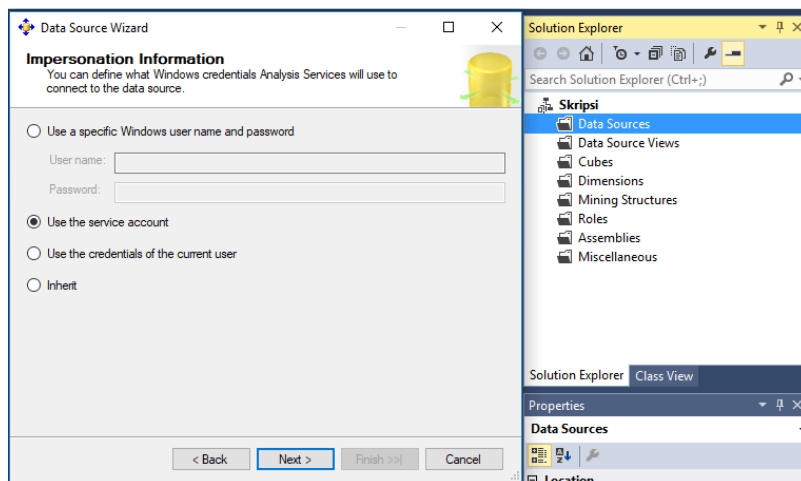 Data Source Wizard
Impersonation Information
You can define what Windows credentials Analysis Services will use to
connect to the data source.
Use a specific Windows user name and password
User name:
Password:
Use the service account
Use the credentials of the current user
Inherit
< Back
Next >
Finish >>|
Cancel
Solution Explorer
Search Solution Explorer (Ctrl+;)
Skripsi
Data Sources
Data Source Views
Cubes
Dimensions
Mining Structures
Roles
Assemblies
Miscellaneous
Solution Explorer
Class View
Properties
Data Sources
Location